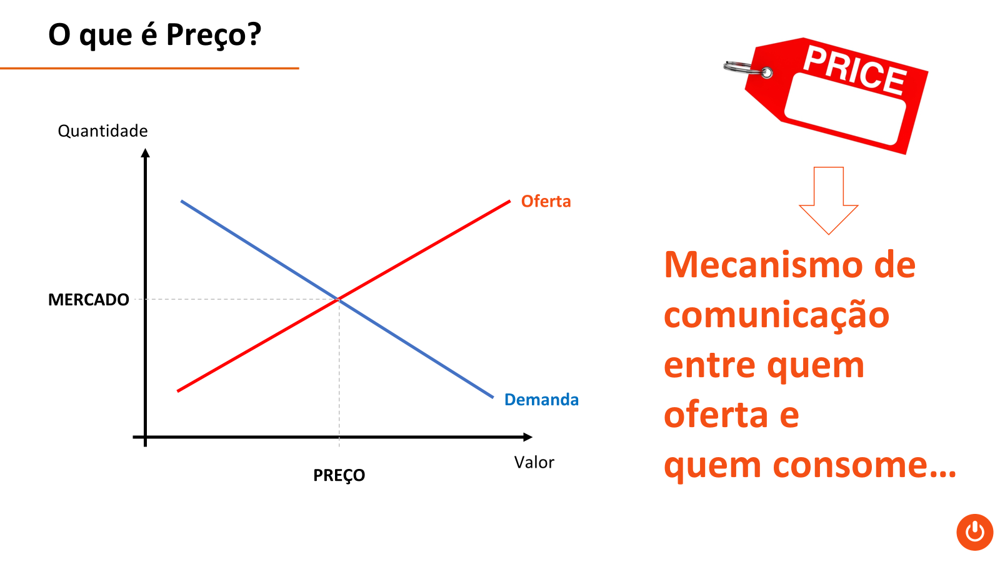 O que é Preço?
PRICE
Quantidade
Oferta
Mecanismo de
comunicação
entre quem
oferta e
quem consome...
MERCADO
Demanda
Valor
PREÇO